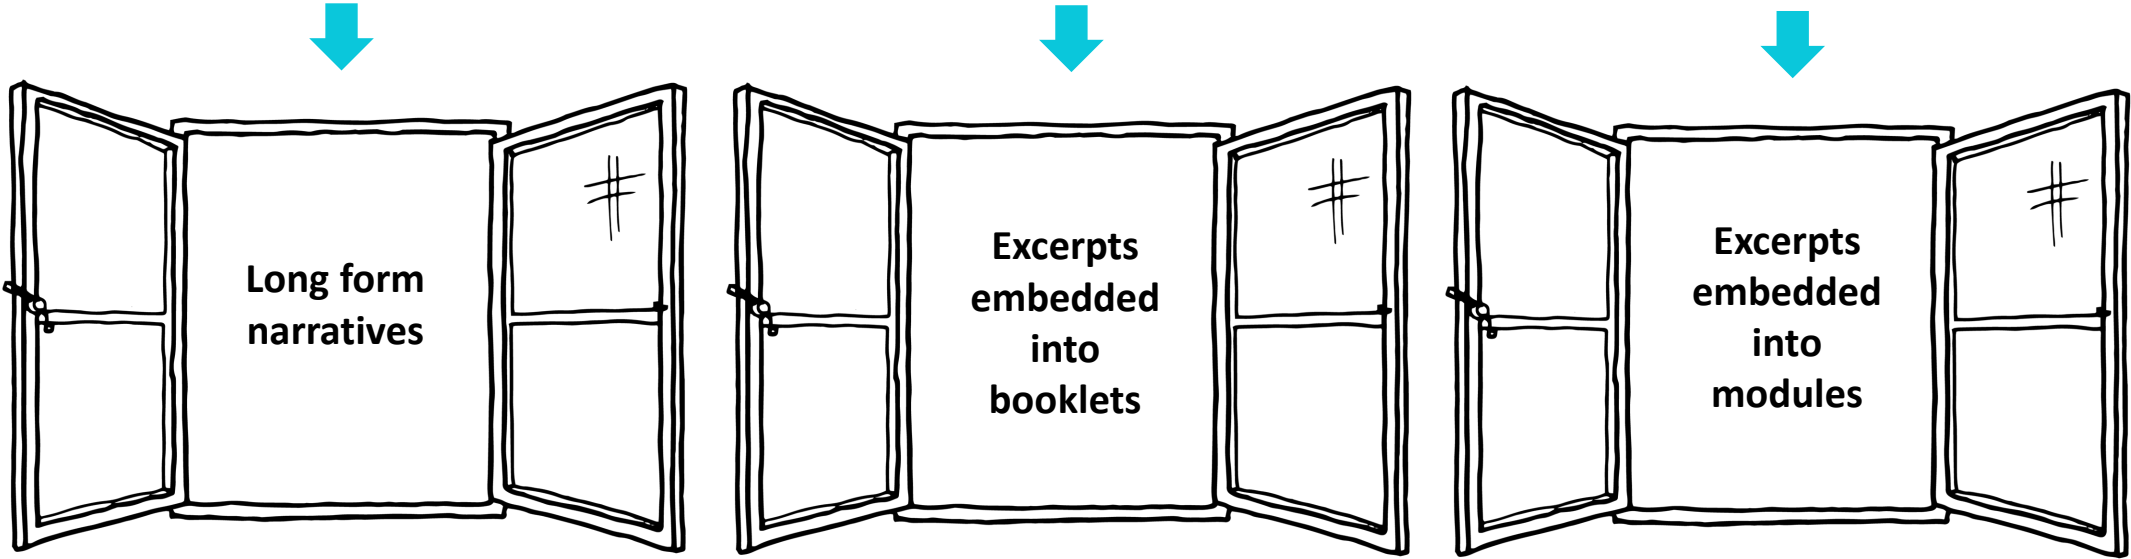 Long form
narratives
Excerpts
embedded
into
booklets
Excerpts
embedded
into
modules